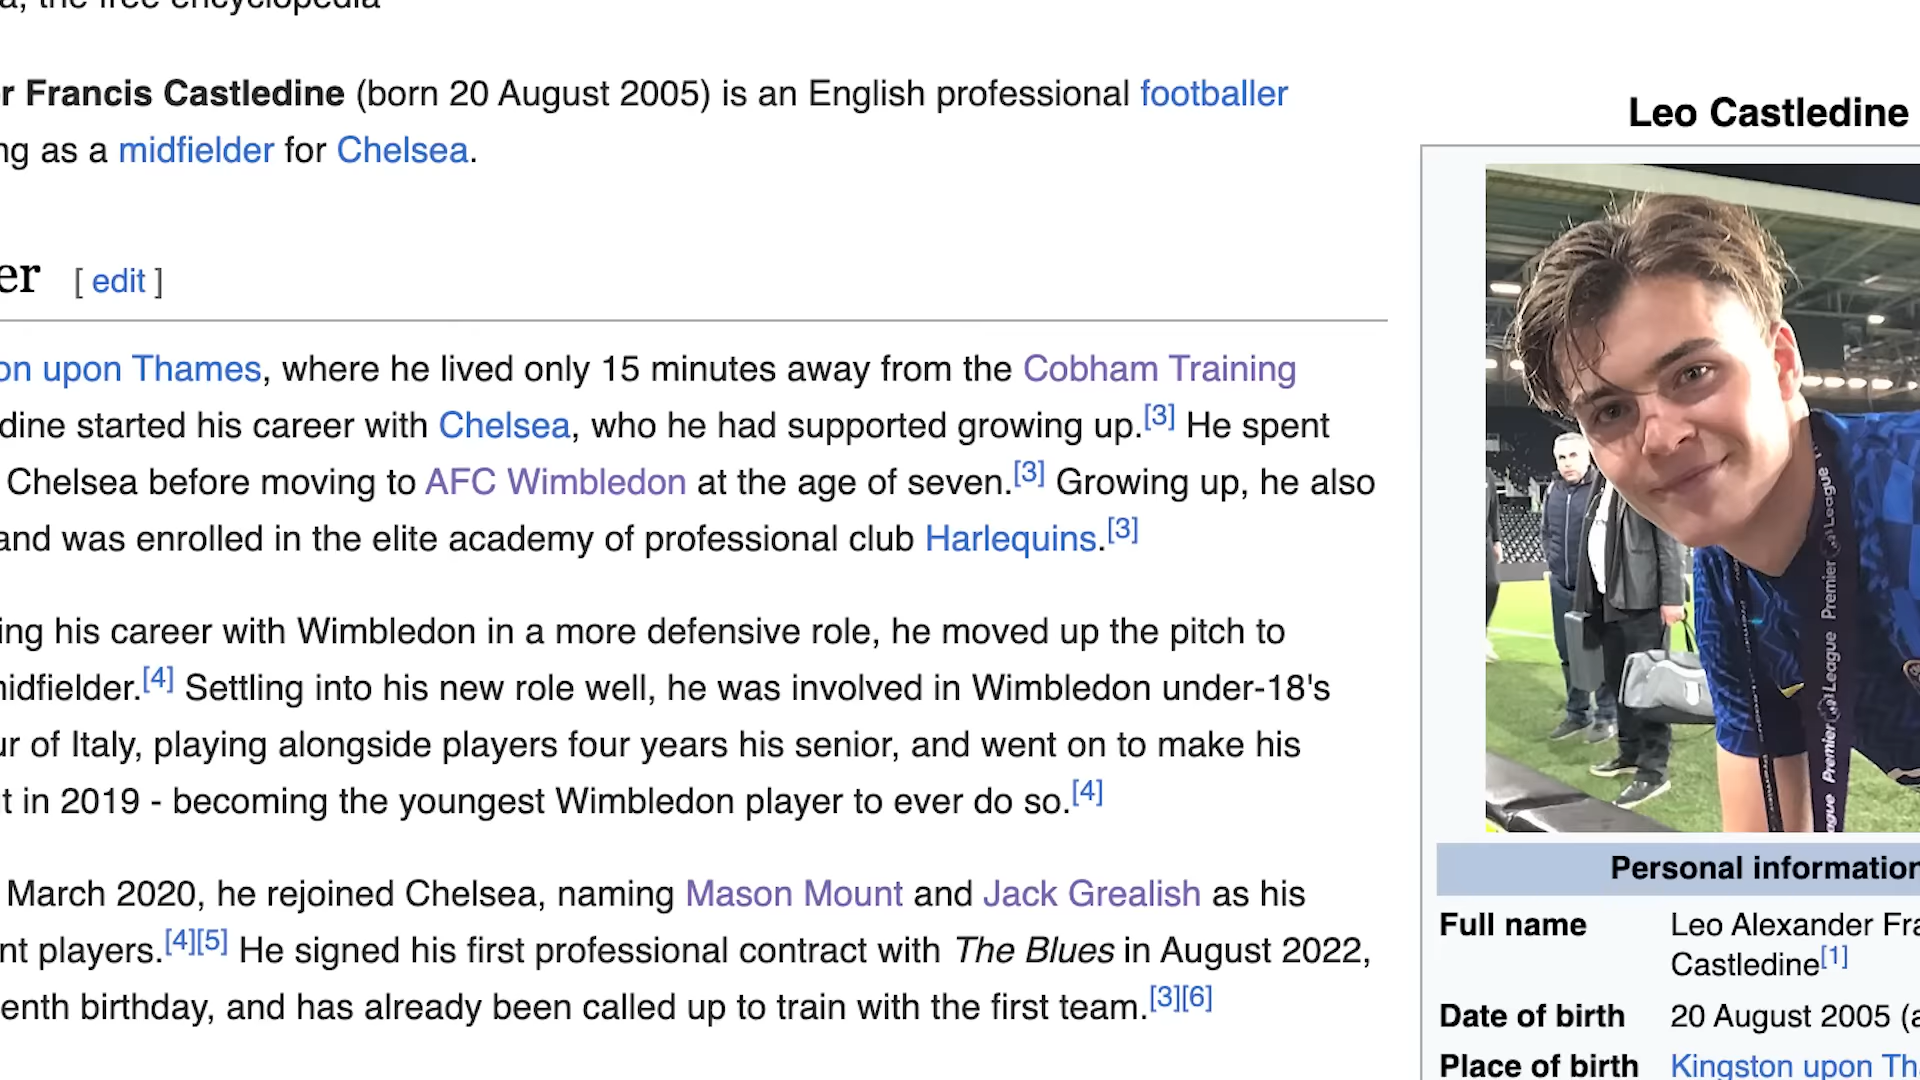 a, the free encyclopedia
r Francis Castledine (born 20 August 2005) is an English professional footballer
ng as a midfielder for Chelsea.
er [ edit ]
on upon Thames, where he lived only 15 minutes away from the Cobham Training
dine started his career with Chelsea, who he had supported growing up.[3] He spent
Chelsea before moving to AFC Wimbledon at the age of seven.[3] Growing up, he also
and was enrolled in the elite academy of professional club Harlequins.[3]
ing his career with Wimbledon in a more defensive role, he moved up the pitch to
nidfielder.[4] Settling into his new role well, he was involved in Wimbledon under-18's
ur of Italy, playing alongside players four years his senior, and went on to make his
t in 2019 - becoming the youngest Wimbledon player to ever do so.[4]
March 2020, he rejoined Chelsea, naming Mason Mount and Jack Grealish as his
nt players.[4][5] He signed his first professional contract with The Blues in August 2022,
enth birthday, and has already been called up to train with the first team.[3][6]
Leo Castledine
League
Premier
League
Premier
ague
Personal information
Full name Leo Alexander Fra
Castledine[1]
Date of birth 20 August 2005 (a
Place of birth Kingston upon Th